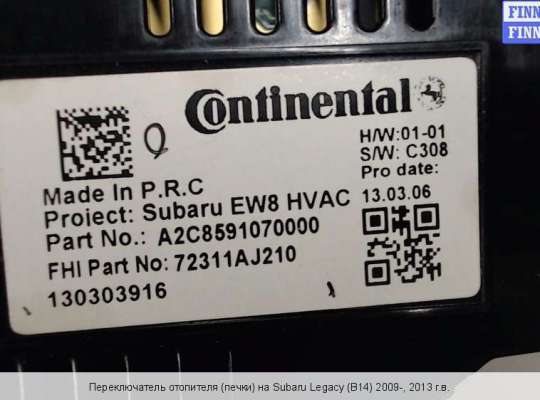 FINN
FINN
Continental
H/W:01-01
S/W: C308
Pro date:
13.03.06
Made In P.R.C
Project: Subaru EW8 HVAC
Part No.: A2C8591070000
FHI Part No: 72311AJ210
130303916
Переключатель отопителя (печки) на Subaru Legacy (B14) 2009-, 2013 г.в.